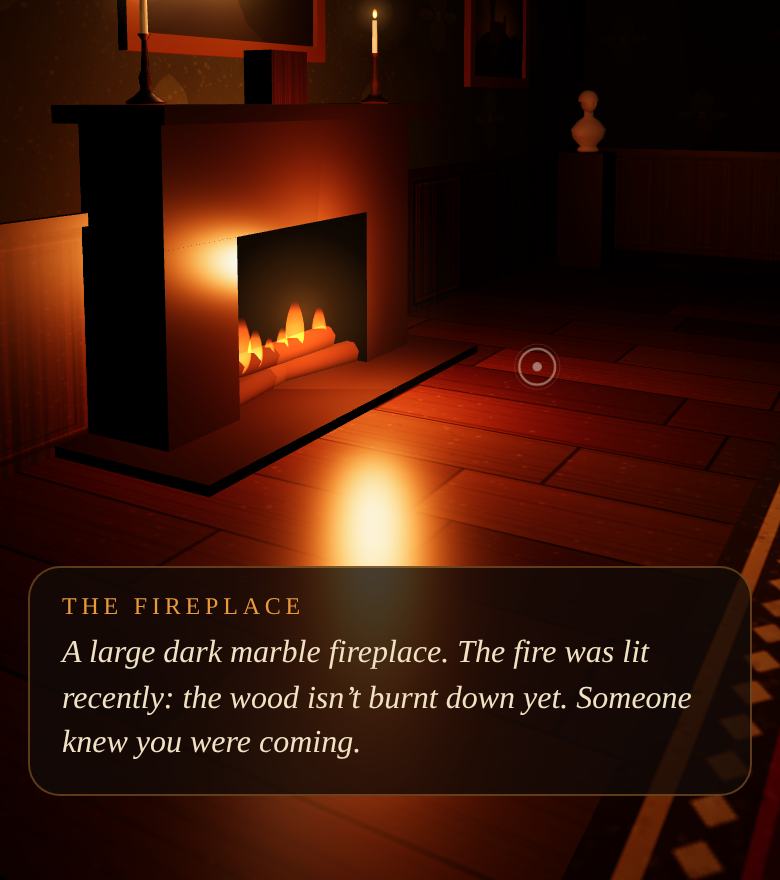 THE FIREPLACE
A large dark marble fireplace. The fire was lit
recently: the wood isn’t burnt down yet. Someone
knew you were coming.